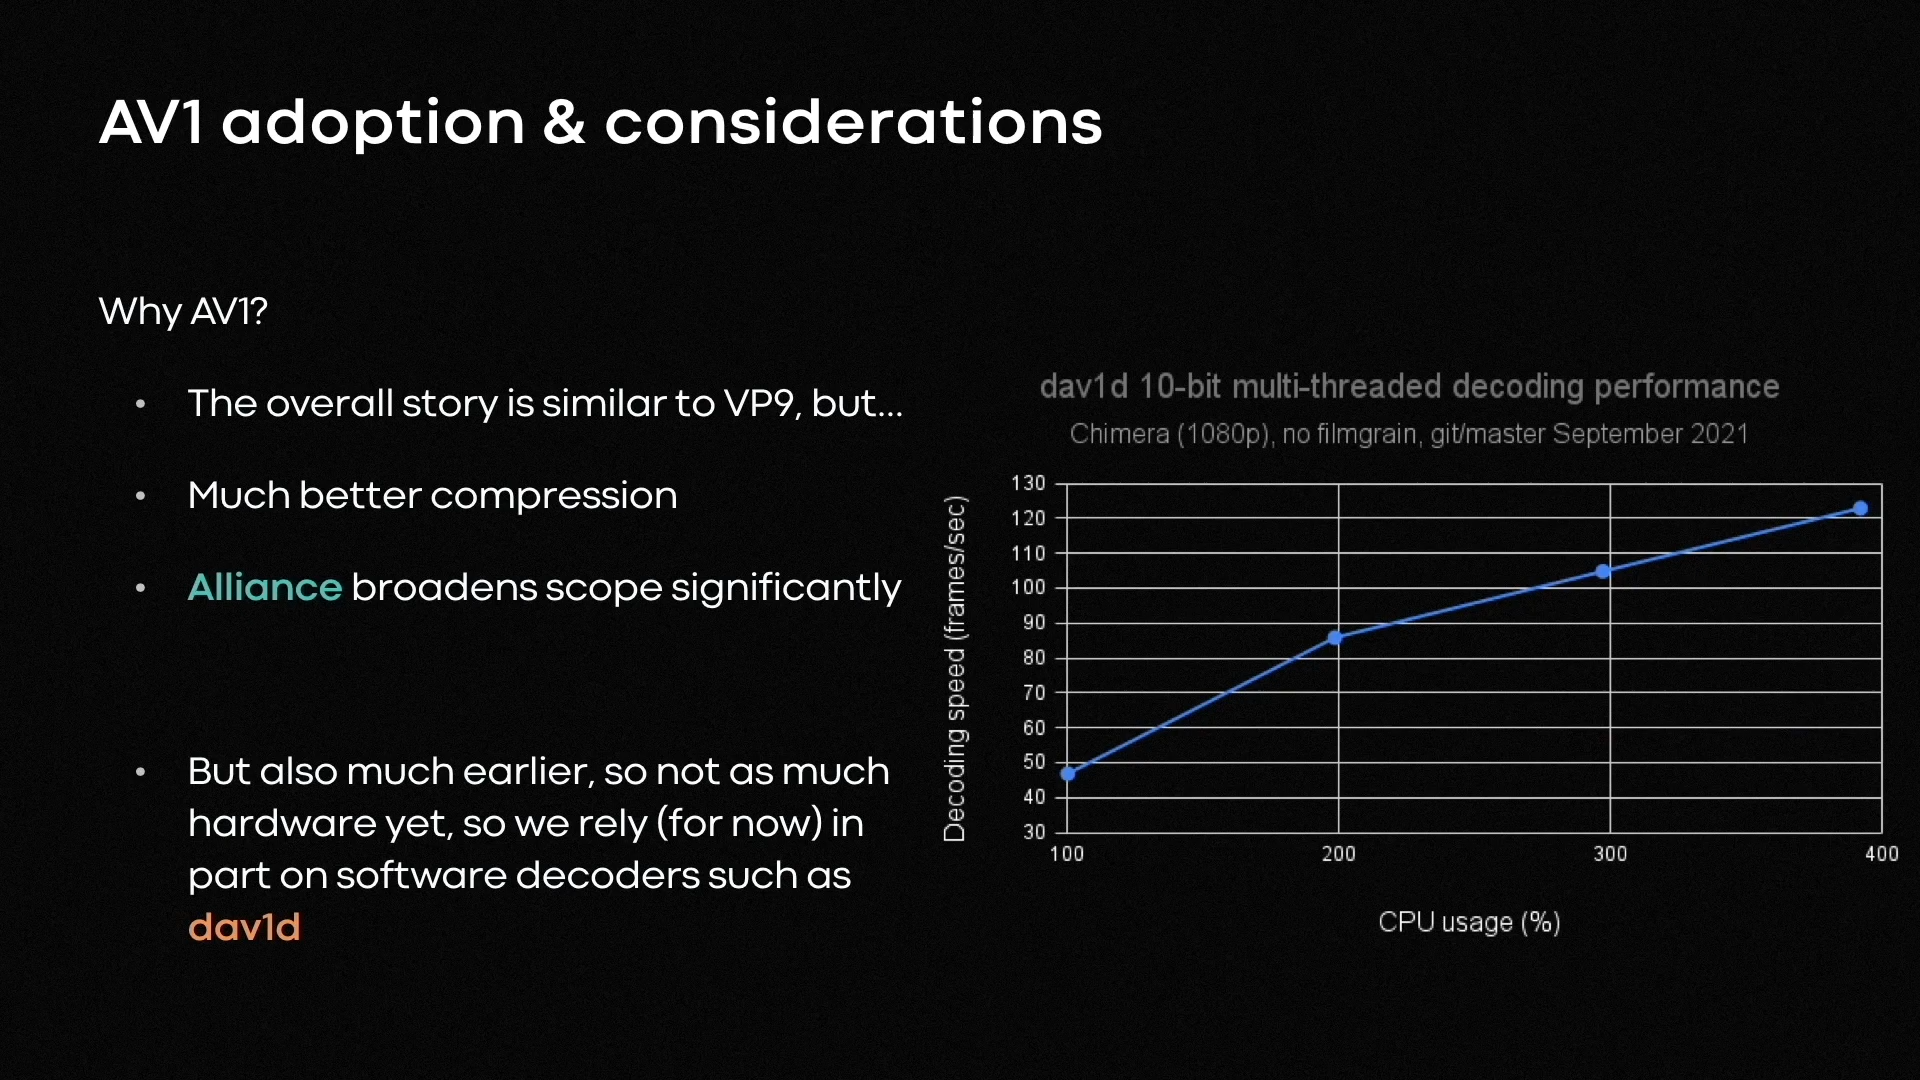 AV1 adoption & considerations
Why AV1?
• The overall story is similar to VP9, but...
• Much better compression
• Alliance broadens scope significantly
• But also much earlier, so not as much
hardware yet, so we rely (for now) in
part on software decoders such as
dav1d
dav1d 10-bit multi-threaded decoding performance
Chimera (1080p), no filmgrain, git/master September 2021
Decoding speed (frames/sec)
130
120
110
100
90
80
70
60
50
40
30
100 200 300 400
CPU usage (%)